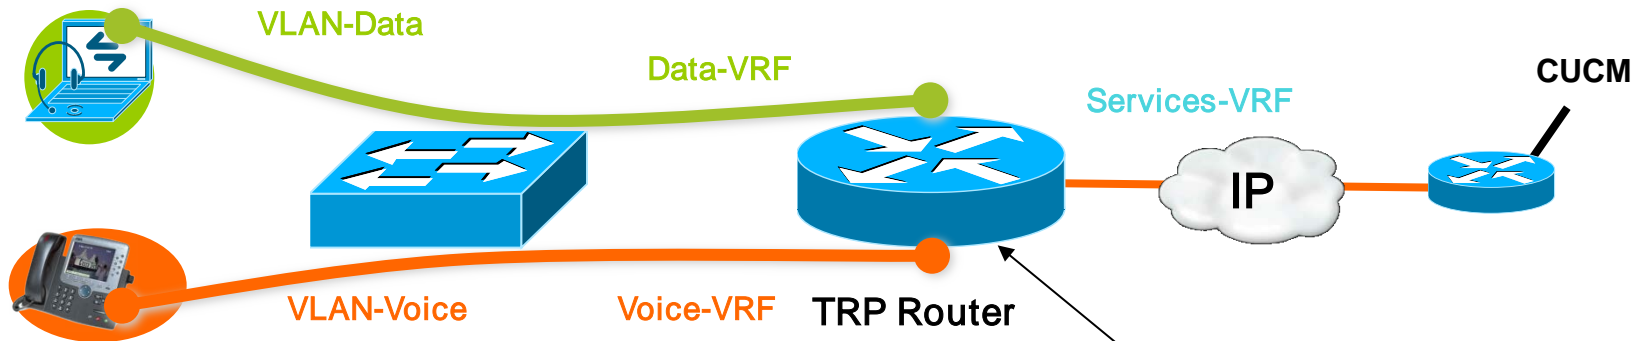 VLAN-Data
Data-VRF
CUCM
Services-VRF
IP
VLAN-Voice
Voice-VRF
TRP Router